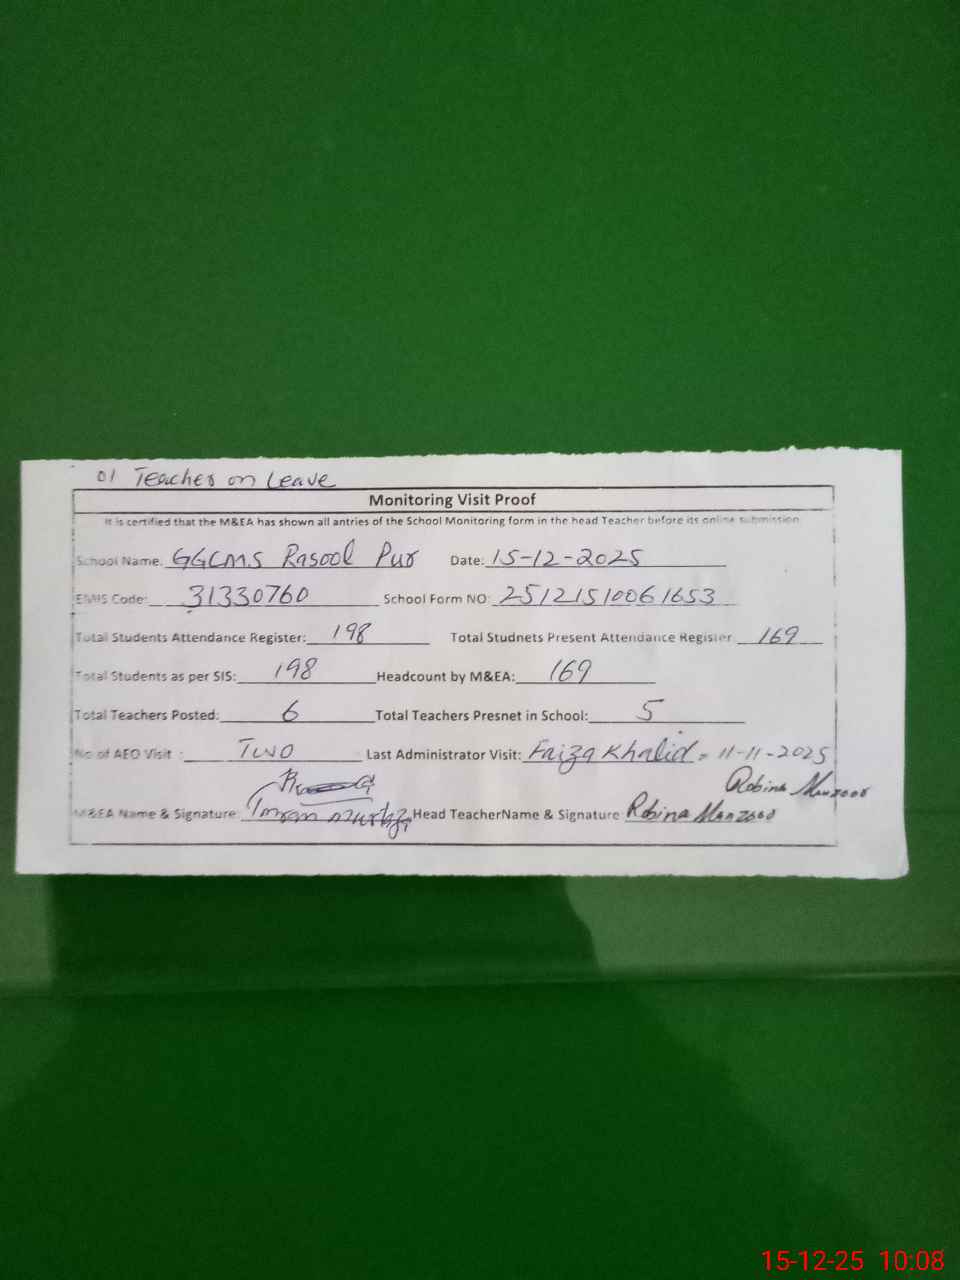 01 Teacher on Leave
Monitoring Visit Proof
It is certified that the M&EA has shown all antries of the School Monitoring form in the head Teacher before its online submission
School Name: GGCMS Rasool Pur Date: 15-12-2025
EMIS Code: 31330760 School Form NO: 25121510061653
Total Students Attendance Register: 198 Total Studnets Present Attendance Register 169
Total Students as per SIS: 198 Headcount by M&EA: 169
Total Teachers Posted: 6 Total Teachers Presnet in School: 5
No of AEO Visit : Two Last Administrator Visit: Faiza Khalid - 11-11-2025
Robina Manzoor
M&EA Name & Signature Imran Head TeacherName & Signature Robina Manzoor
15-12-25 10:08